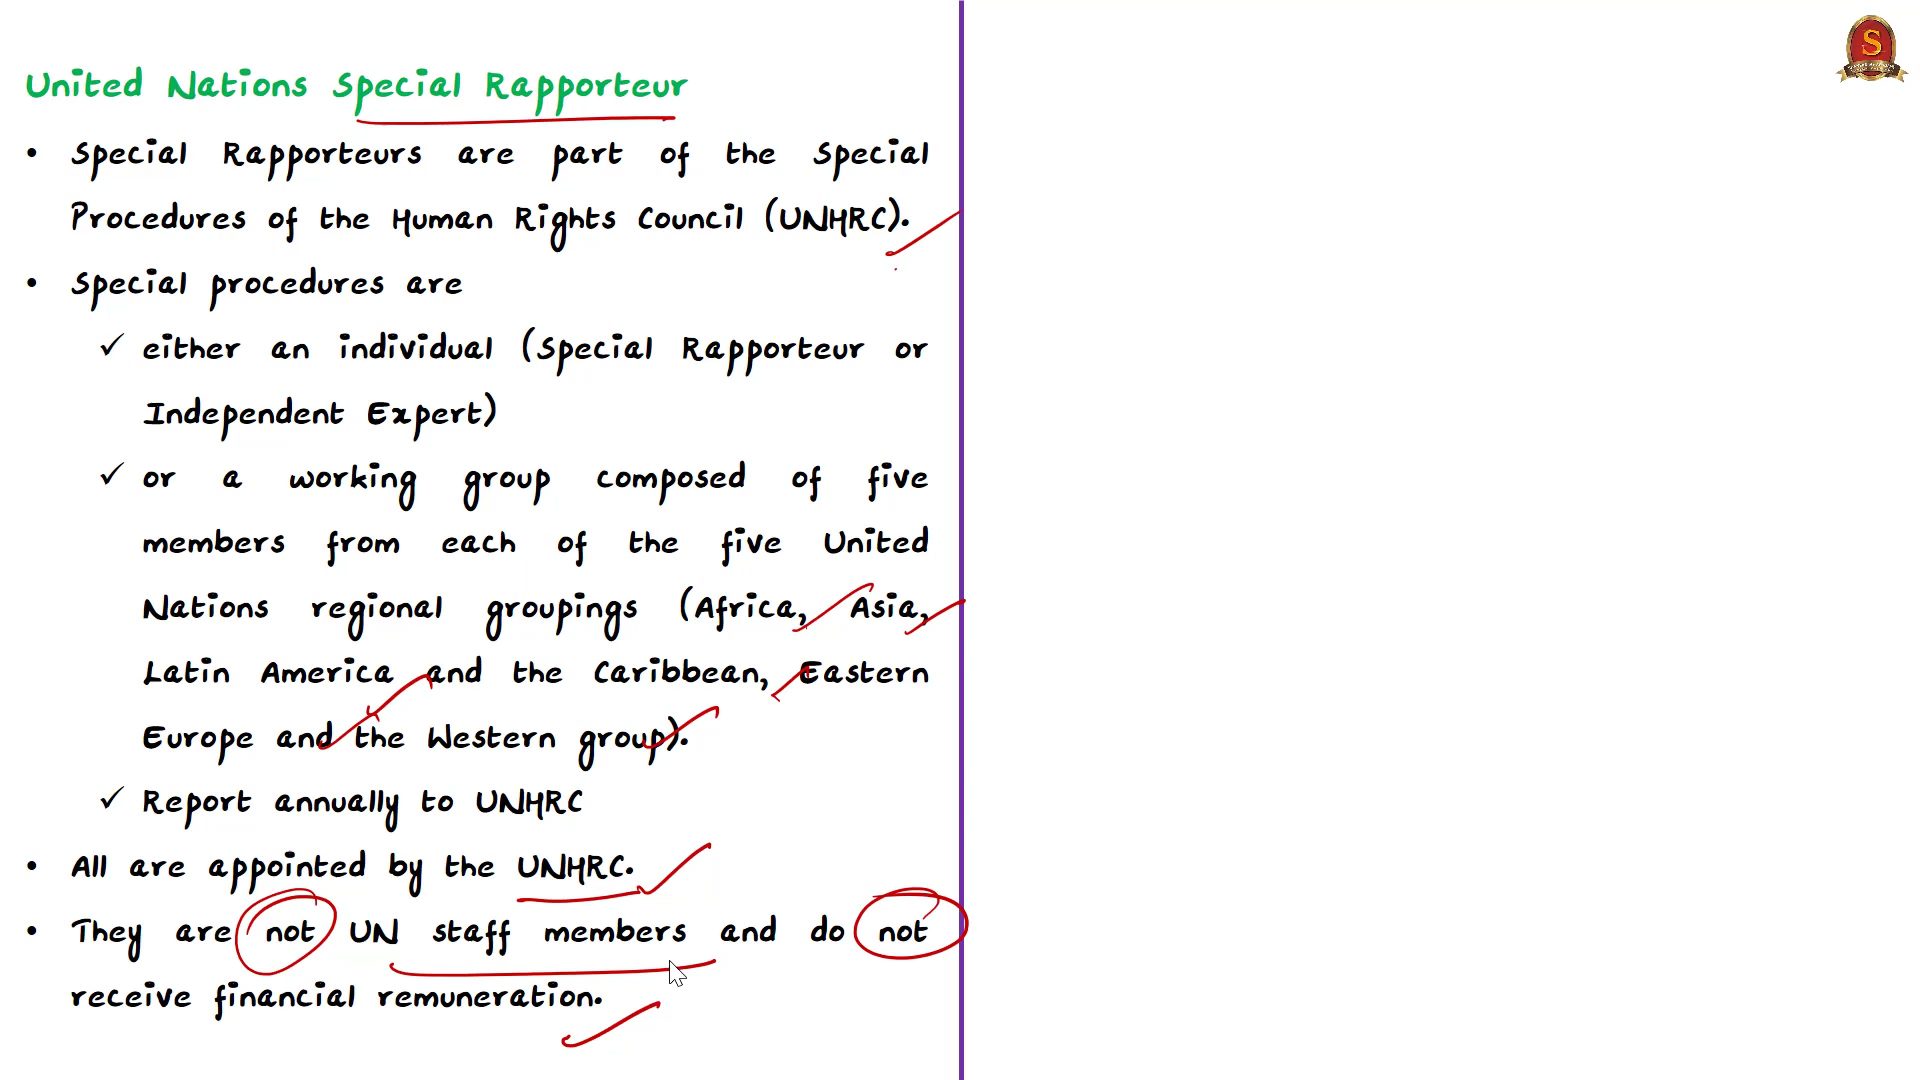 United Nations Special Rapporteur
• Special Rapporteurs are part of the Special
Procedures of the Human Rights Council (UNHRC).
• Special procedures are
✓ either an individual (Special Rapporteur or
Independent Expert)
✓ or a working group composed of five
members from each of the five United
Nations regional groupings (Africa, Asia,
Latin America and the Caribbean, Eastern
Europe and the Western group).
✓ Report annually to UNHRC
• All are appointed by the UNHRC.
• They are not UN staff members and do not
receive financial remuneration.
S